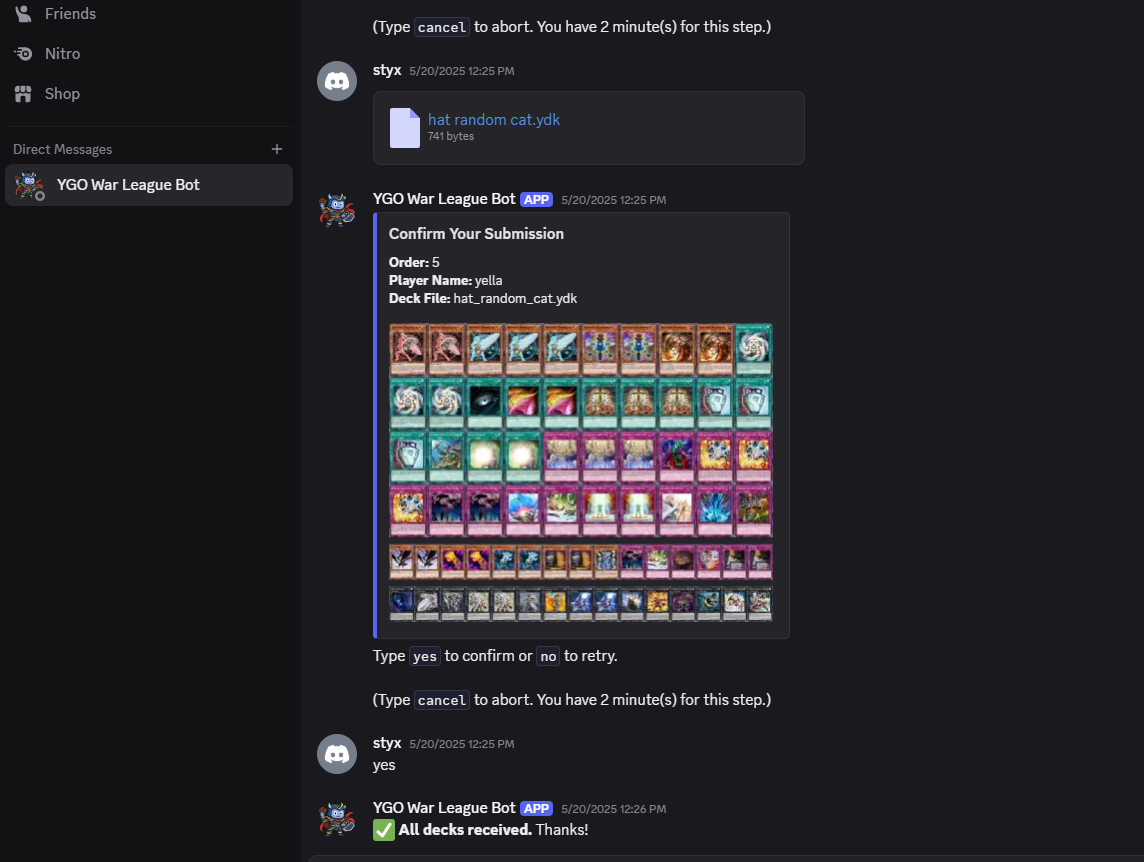 Friends
Nitro
Shop
Direct Messages
YGO War League Bot
(Type cancel to abort. You have 2 minute(s) for this step.)
styx 5/20/2025 12:25 PM
hat random cat.ydk
741 bytes
YGO War League Bot APP 5/20/2025 12:25 PM
Confirm Your Submission
Order: 5
Player Name: yella
Deck File: hat_random_cat.ydk
Type yes to confirm or no to retry.
(Type cancel to abort. You have 2 minute(s) for this step.)
styx 5/20/2025 12:25 PM
yes
YGO War League Bot APP 5/20/2025 12:26 PM
All decks received. Thanks!